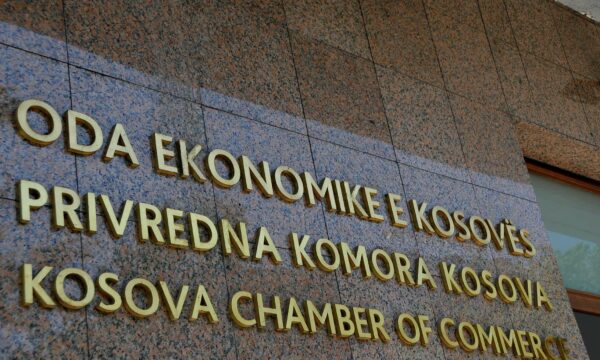 ODA EKONOMIKE E KOSOVËS
PRIVREDNA KOMORA KOSOVA
KOSOVA CHAMBER OF COMMERCE